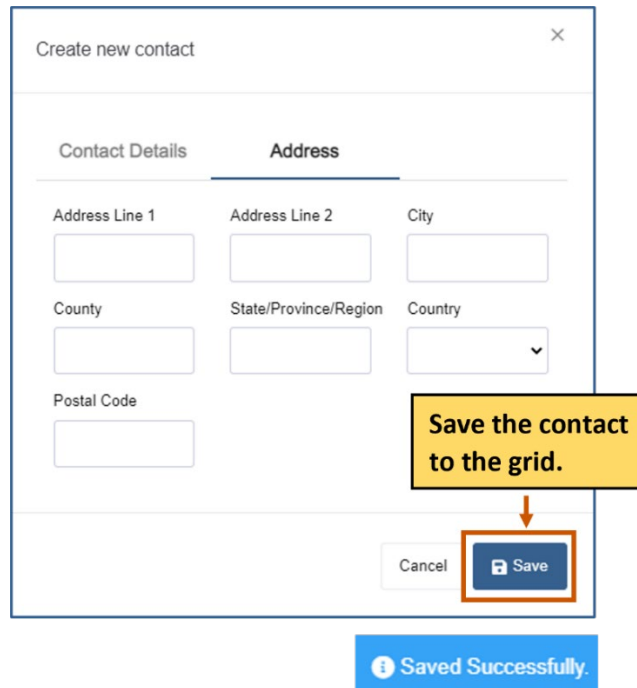 Create new contact
Contact Details Address
Address Line 1 Address Line 2 City
County State/Province/Region Country
Postal Code
Save the contact
to the grid.
Cancel Save
Saved Successfully.